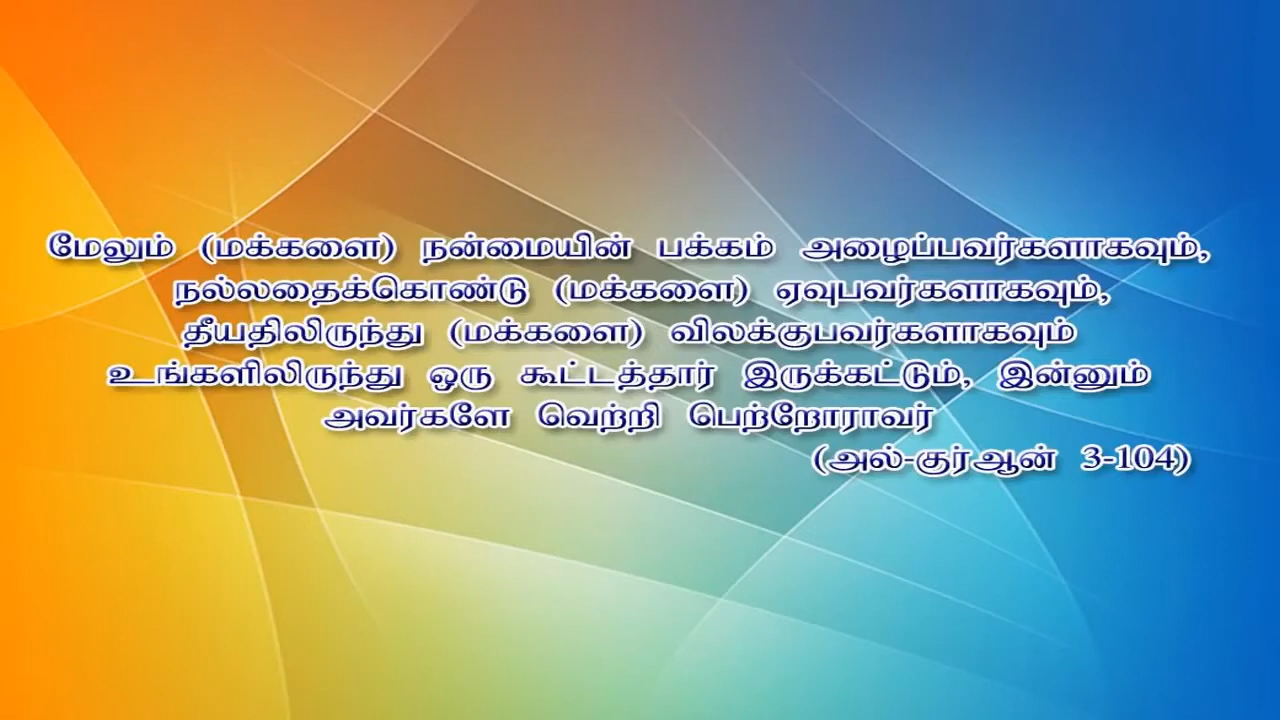 மேலும் (மக்களை) நன்மையின் பக்கம் அழைப்பவர்களாகவும்,
நல்லதைக்கொண்டு (மக்களை) ஏவுபவர்களாகவும்,
தீயதிலிருந்து (மக்களை) விலக்குபவர்களாகவும்
உங்களிலிருந்து ஒரு கூட்டத்தார் இருக்கட்டும், இன்னும்
அவர்களே வெற்றி பெற்றோராவர்
(அல்-குர்ஆன் 3-104)